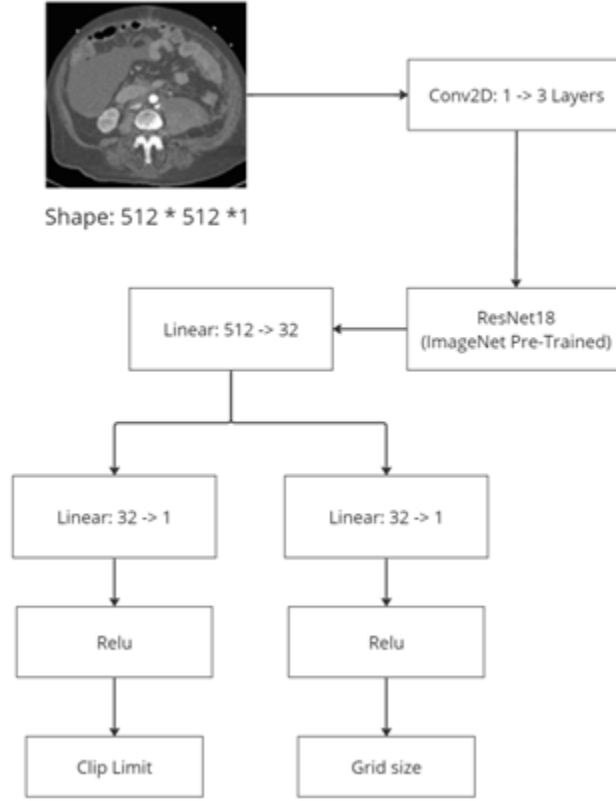 Conv2D: 1 -> 3 Layers
Shape: 512 * 512 *1
Linear: 512 -> 32
ResNet18
(ImageNet Pre-Trained)
Linear: 32 -> 1
Linear: 32 -> 1
Relu
Relu
Clip Limit
Grid size